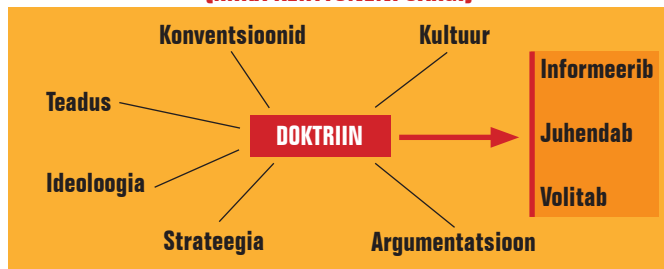 Konventsioonid
Kultuur
Informeerib
Teadus
DOKTRIIN
Juhendab
Ideoloogia
Volitab
Strateegia
Argumentatsioon